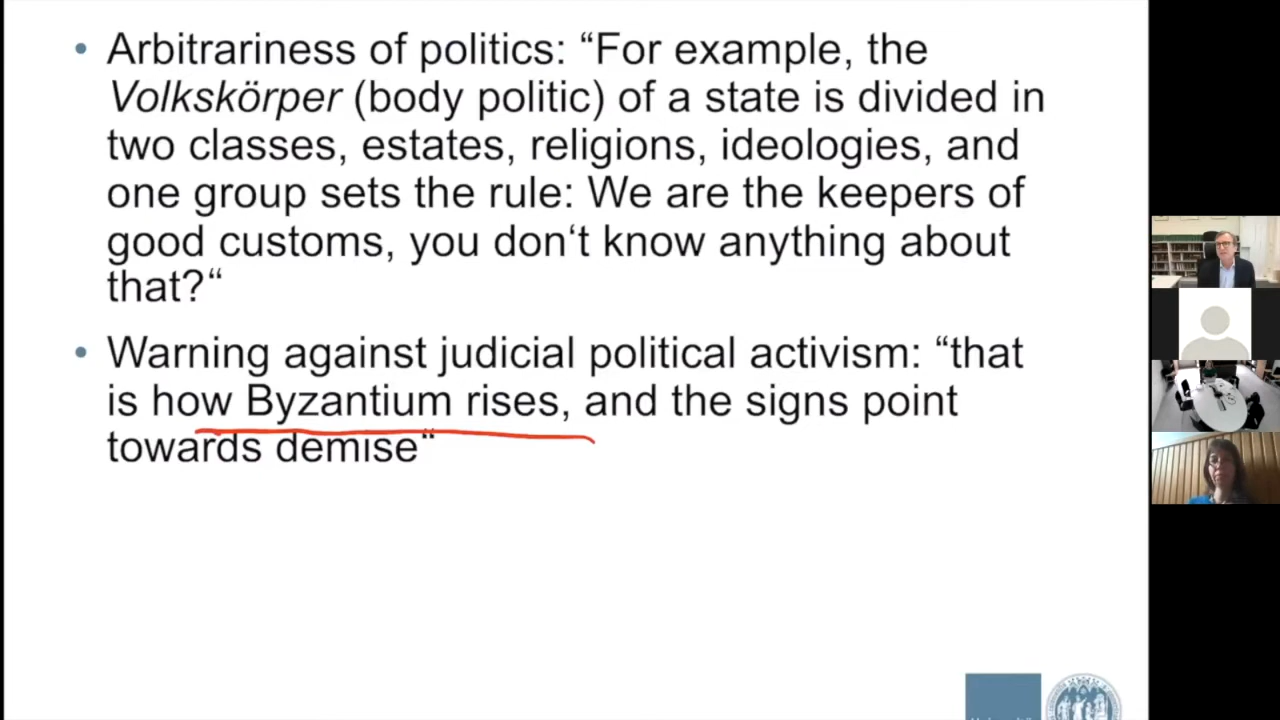 • Arbitrariness of politics: “For example, the
Volkskörper (body politic) of a state is divided in
two classes, estates, religions, ideologies, and
one group sets the rule: We are the keepers of
good customs, you don‘t know anything about
that?“
• Warning against judicial political activism: “that
is how Byzantium rises, and the signs point
towards demise“